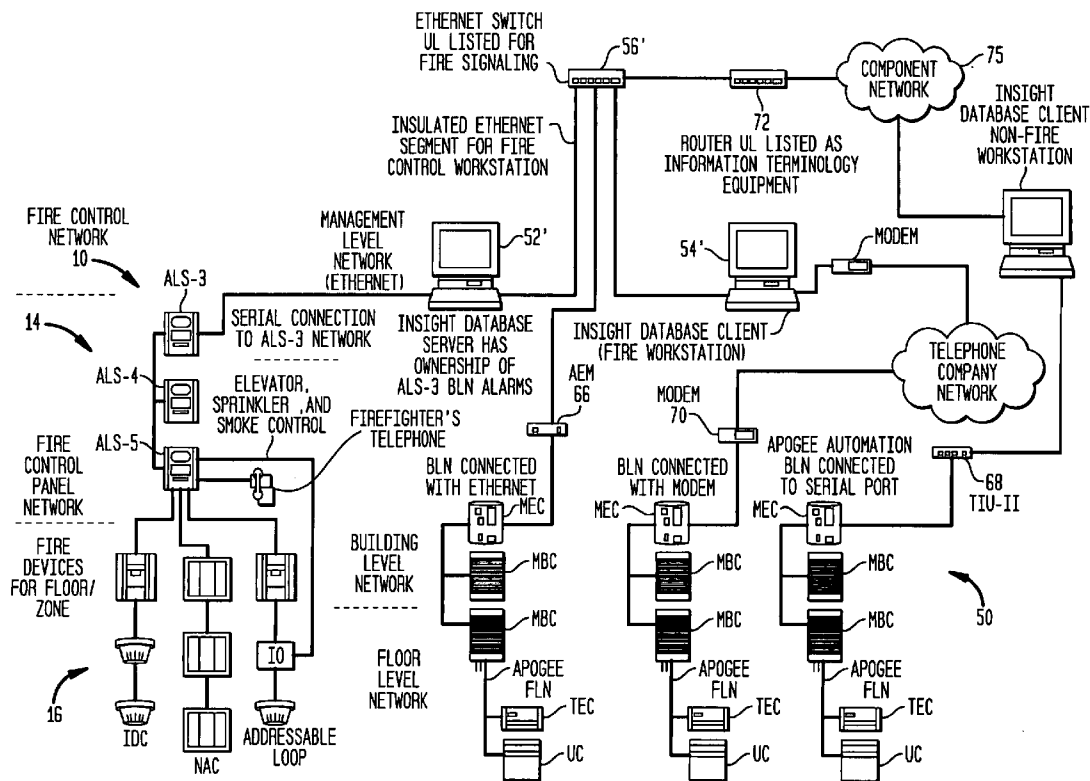 ETHERNET SWITCH
UL LISTED FOR
FIRE SIGNALING
56'
72
COMPONENT
NETWORK
75
INSIGHT
DATABASE CLIENT
NON-FIRE
WORKSTATION
INSULATED ETHERNET
SEGMENT FOR FIRE
CONTROL WORKSTATION
ROUTER UL LISTED AS
INFORMATION TERMINOLOGY
EQUIPMENT
FIRE CONTROL
NETWORK
10
MANAGEMENT
LEVEL
NETWORK
(ETHERNET)
52'
54'
MODEM
ALS-3
14
SERIAL CONNECTION
TO ALS-3 NETWORK
INSIGHT DATABASE
SERVER HAS
OWNERSHIP OF
ALS-3 BLN ALARMS
INSIGHT DATABASE CLIENT
(FIRE WORKSTATION)
TELEPHONE
COMPANY
NETWORK
ALS-4
ELEVATOR,
SPRINKLER ,AND
SMOKE CONTROL
FIREFIGHTER'S
TELEPHONE
AEM
66
MODEM
70
ALS-5
FIRE
CONTROL
PANEL
NETWORK
BLN CONNECTED
WITH ETHERNET
BLN CONNECTED
WITH MODEM
APOGEE AUTOMATION
BLN CONNECTED
TO SERIAL PORT
68
TIU-II
MEC
MEC
MEC
FIRE
DEVICES
FOR FLOOR/
ZONE
BUILDING
LEVEL
NETWORK
MBC
MBC
MBC
50
MBC
MBC
MBC
IO
FLOOR
LEVEL
NETWORK
APOGEE
FLN
APOGEE
FLN
APOGEE
FLN
16
TEC
TEC
TEC
IDC
NAC
ADDRESSABLE
LOOP
UC
UC
UC